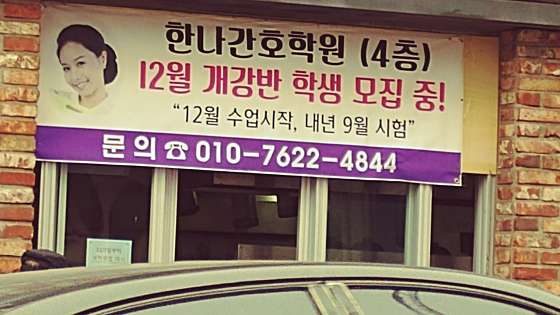 한나간호학원 (4층)
12월 개강반 학생 모집 중!
“12월 수업시작, 내년 9월 시험”
문의☎ 010-7622-4844